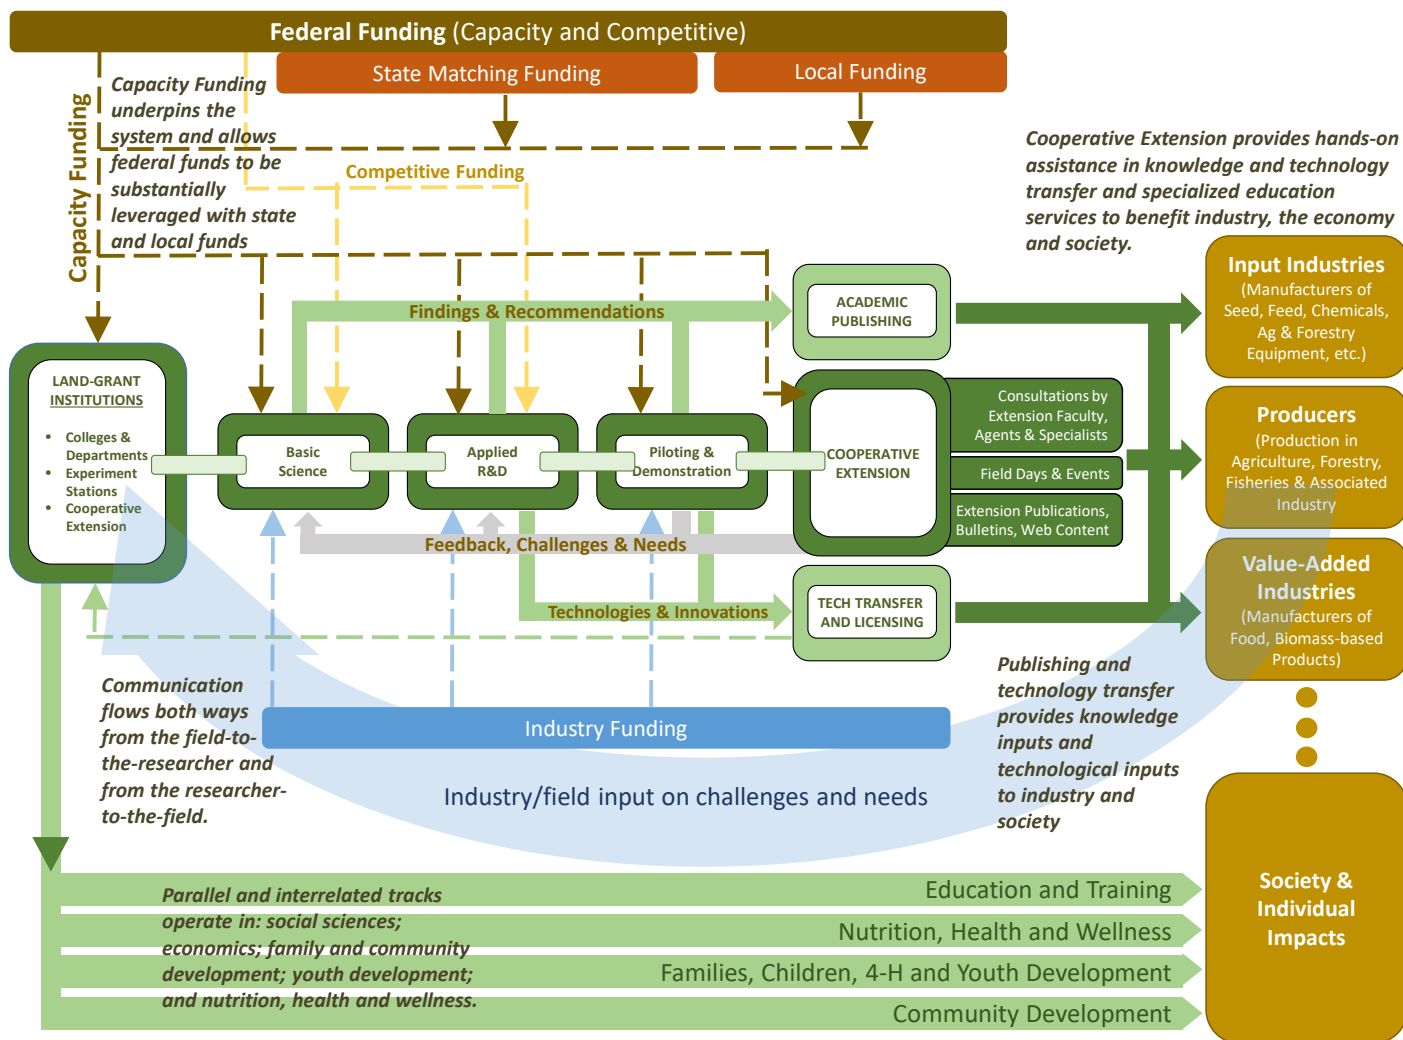 Federal Funding (Capacity and Competitive)
State Matching Funding
Local Funding
Capacity Funding
Capacity Funding
underpins the
system and allows
federal funds to be
substantially
leveraged with state
and local funds
Competitive Funding
Cooperative Extension provides hands-on
assistance in knowledge and technology
transfer and specialized education
services to benefit industry, the economy
and society.
Findings & Recommendations
ACADEMIC
PUBLISHING
Input Industries
(Manufacturers of
Seed, Feed, Chemicals,
Ag & Forestry
Equipment, etc.)
LAND-GRANT
INSTITUTIONS
• Colleges &
Departments
• Experiment
Stations
• Cooperative
Extension
Basic
Science
Applied
R&D
Piloting &
Demonstration
COOPERATIVE
EXTENSION
Consultations by
Extension Faculty,
Agents & Specialists
Field Days & Events
Extension Publications,
Bulletins, Web Content
Producers
(Production in
Agriculture, Forestry,
Fisheries & Associated
Industry
Feedback, Challenges & Needs
Technologies & Innovations
TECH TRANSFER
AND LICENSING
Value-Added
Industries
(Manufacturers of
Food, Biomass-based
Products)
Communication
flows both ways
from the field-to-
the-researcher and
from the researcher-
to-the-field.
Industry Funding
Industry/field input on challenges and needs
Publishing and
technology transfer
provides knowledge
inputs and
technological inputs
to industry and
society
Parallel and interrelated tracks
operate in: social sciences;
economics; family and community
development; youth development;
and nutrition, health and wellness.
Education and Training
Nutrition, Health and Wellness
Families, Children, 4-H and Youth Development
Community Development
Society &
Individual
Impacts